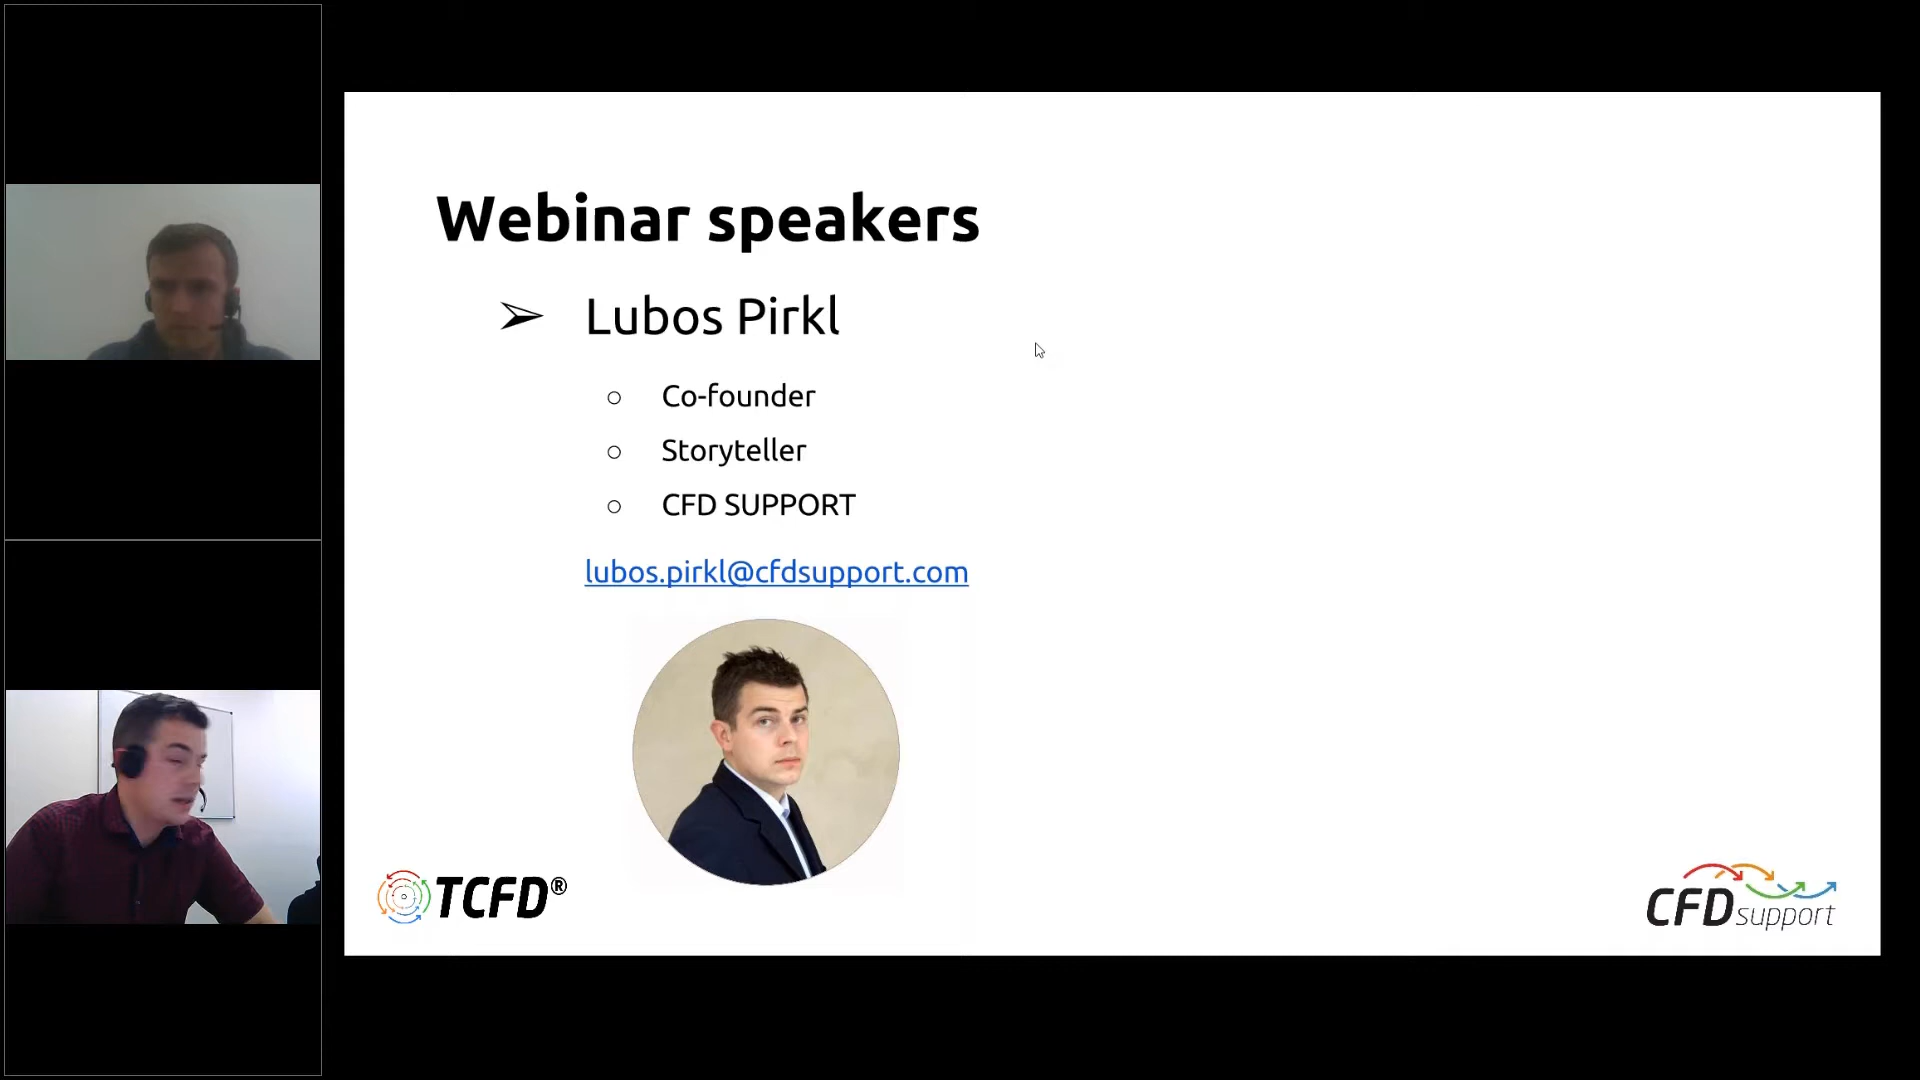 Webinar speakers
➢ Lubos Pirkl
○ Co-founder
○ Storyteller
○ CFD SUPPORT
lubos.pirkl@cfdsupport.com
TCFD®
CFD support